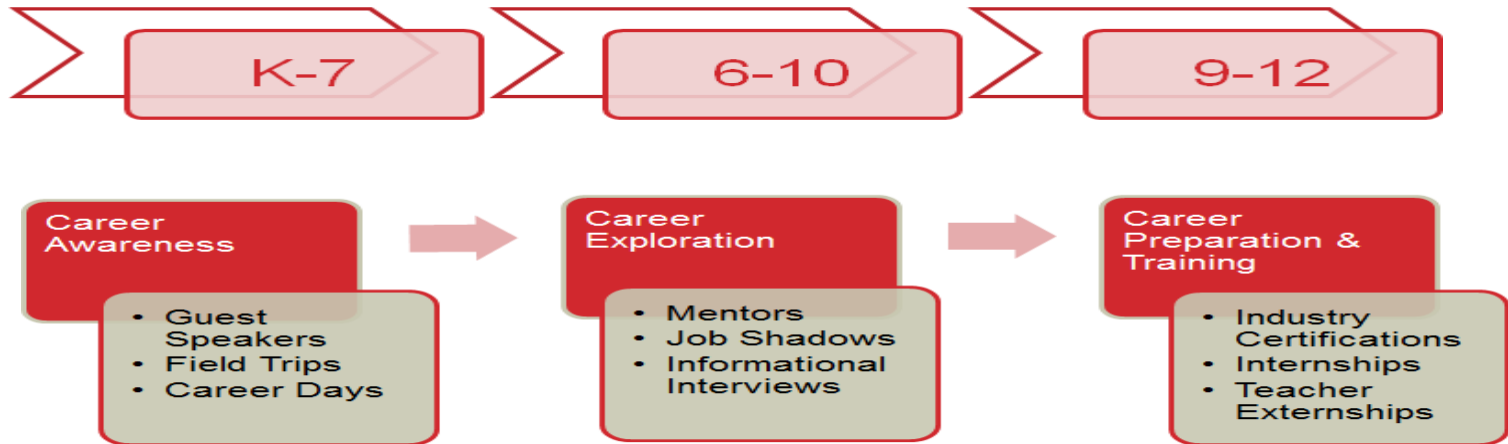 K-7
6-10
9-12
Career
Awareness
• Guest
Speakers
• Field Trips
• Career Days
Career
Exploration
• Mentors
• Job Shadows
• Informational
Interviews
Career
Preparation &
Training
• Industry
Certifications
• Internships
• Teacher
Externships